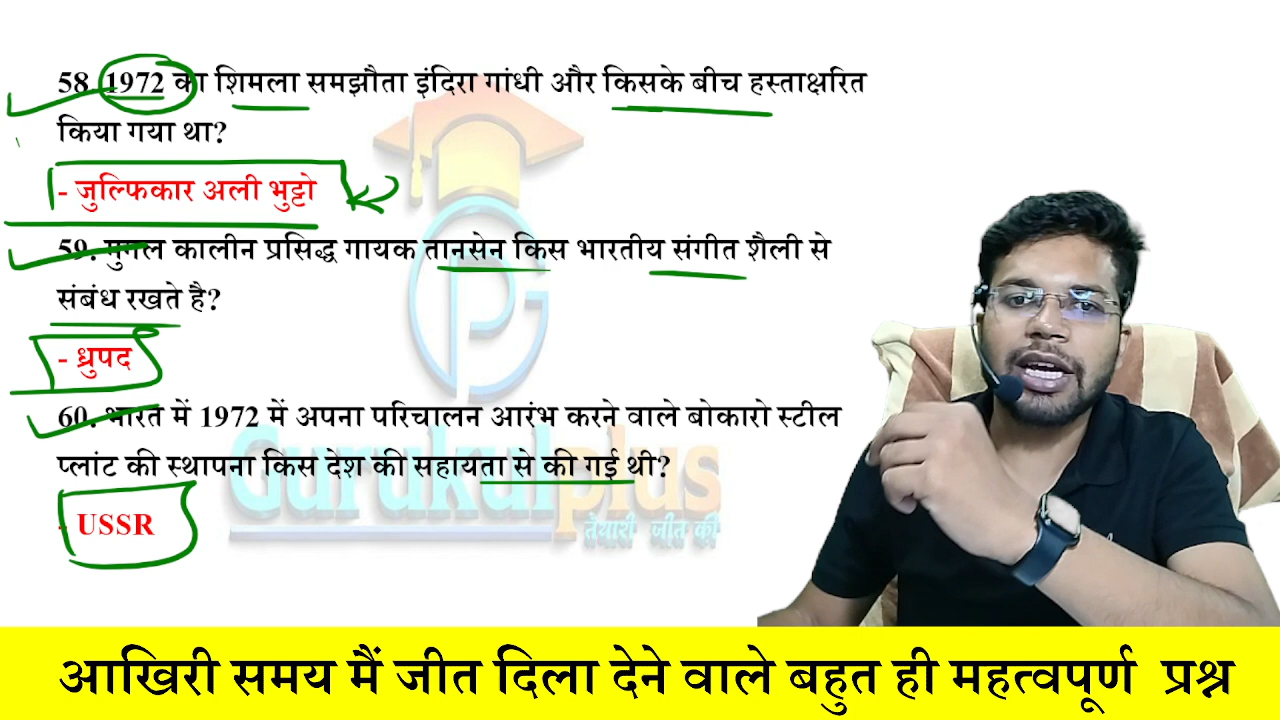 58. 1972 का शिमला समझौता इंदिरा गांधी और किसके बीच हस्ताक्षरित
किया गया था?
- जुल्फिकार अली भुट्टो
59. मुगल कालीन प्रसिद्ध गायक तानसेन किस भारतीय संगीत शैली से
संबंध रखते है?
- ध्रुपद
60. भारत में 1972 में अपना परिचालन आरंभ करने वाले बोकारो स्टील
प्लांट की स्थापना किस देश की सहायता से की गई थी?
- USSR
Gurukulplus
तैयारी जीत की
आखिरी समय मैं जीत दिला देने वाले बहुत ही महत्वपूर्ण प्रश्न